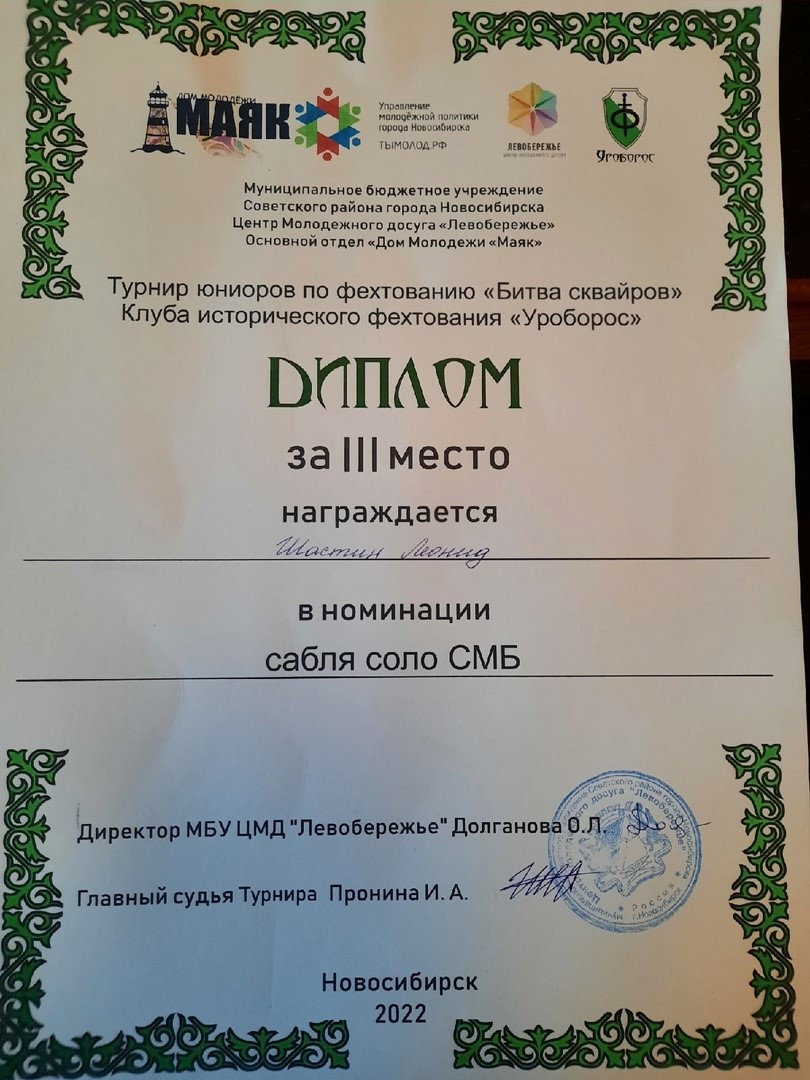 ДОМ МОЛОДЁЖИ
МАЯК
Управление
молодёжной политики
города Новосибирска
ТЫМОЛОД.РФ
ЛЕВОБЕРЕЖЬЕ
Уроборос
Муниципальное бюджетное учреждение
Советского района города Новосибирска
Центр Молодежного досуга «Левобережье»
Основной отдел «Дом Молодежи «Маяк»
Турнир юниоров по фехтованию «Битва сквайров»
Клуба исторического фехтования «Уроборос»
ДИПЛОМ
за III место
награждается
Шастин Леонид
в номинации
сабля соло СМБ
Директор МБУ ЦМД "Левобережье" Долганова О.Л.
Главный судья Турнира Пронина И. А.
Новосибирск
2022